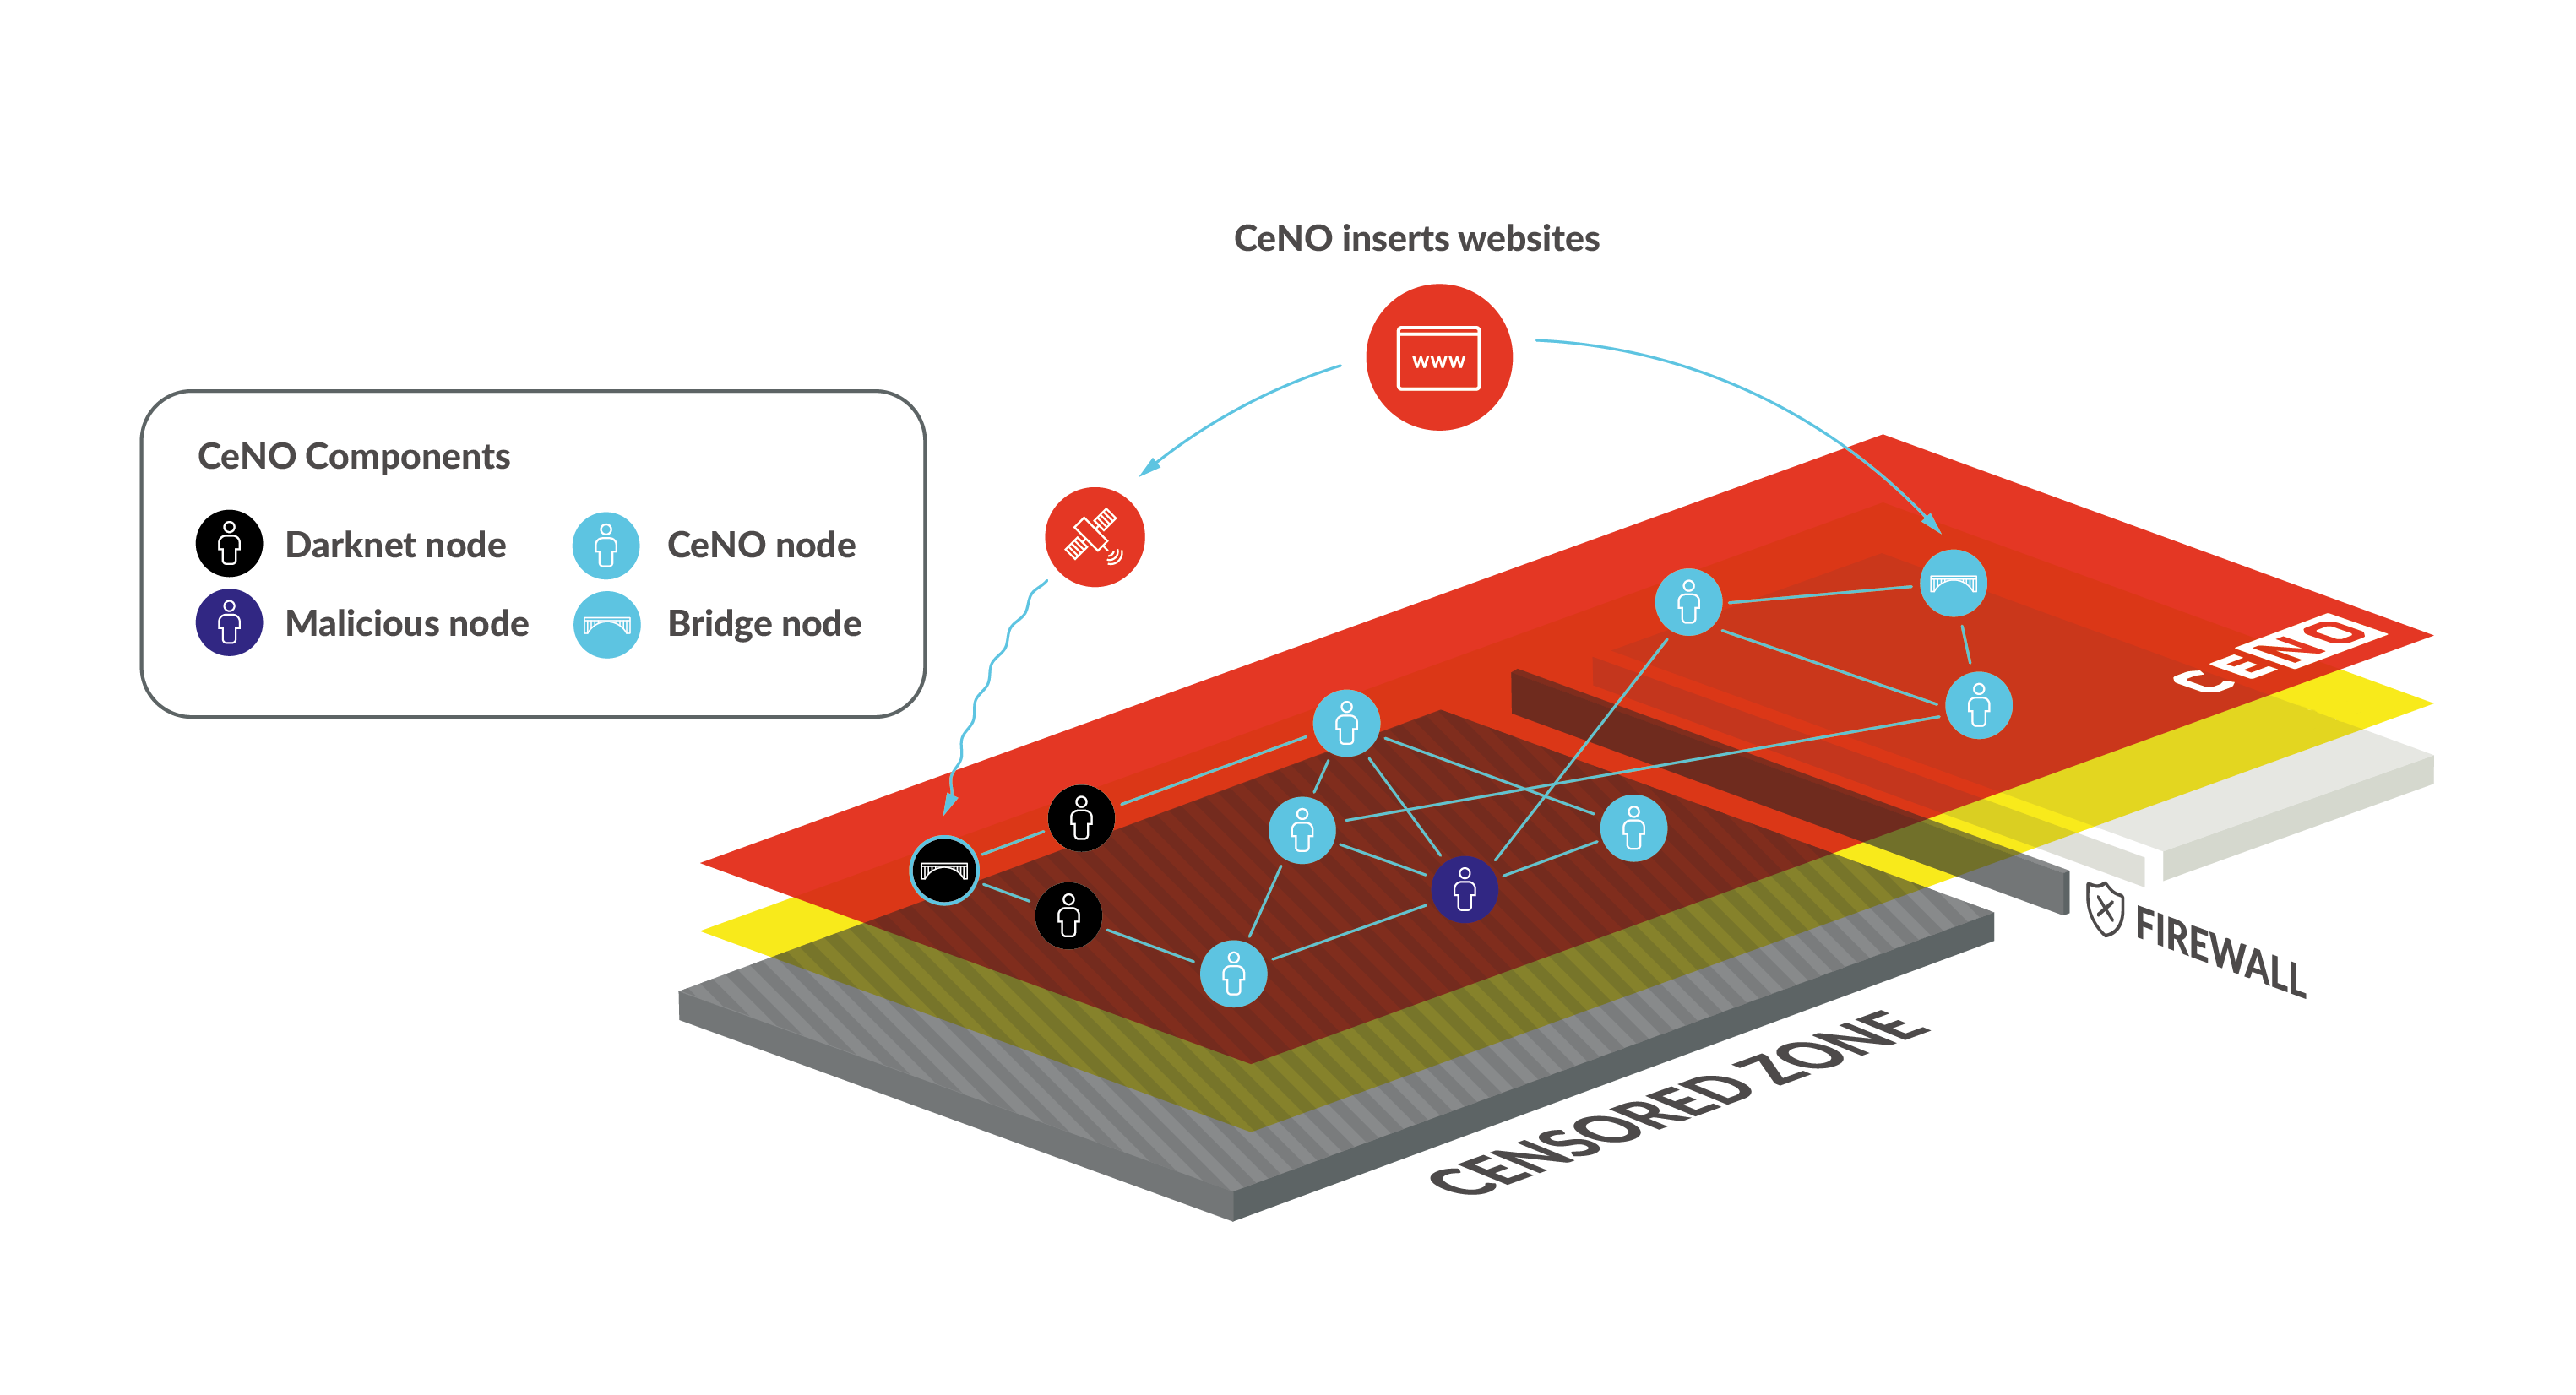 CeNO inserts websites
www
CeNO Components
Darknet node
CeNO node
Malicious node
Bridge node
CENO
FIREWALL
CENSORED ZONE